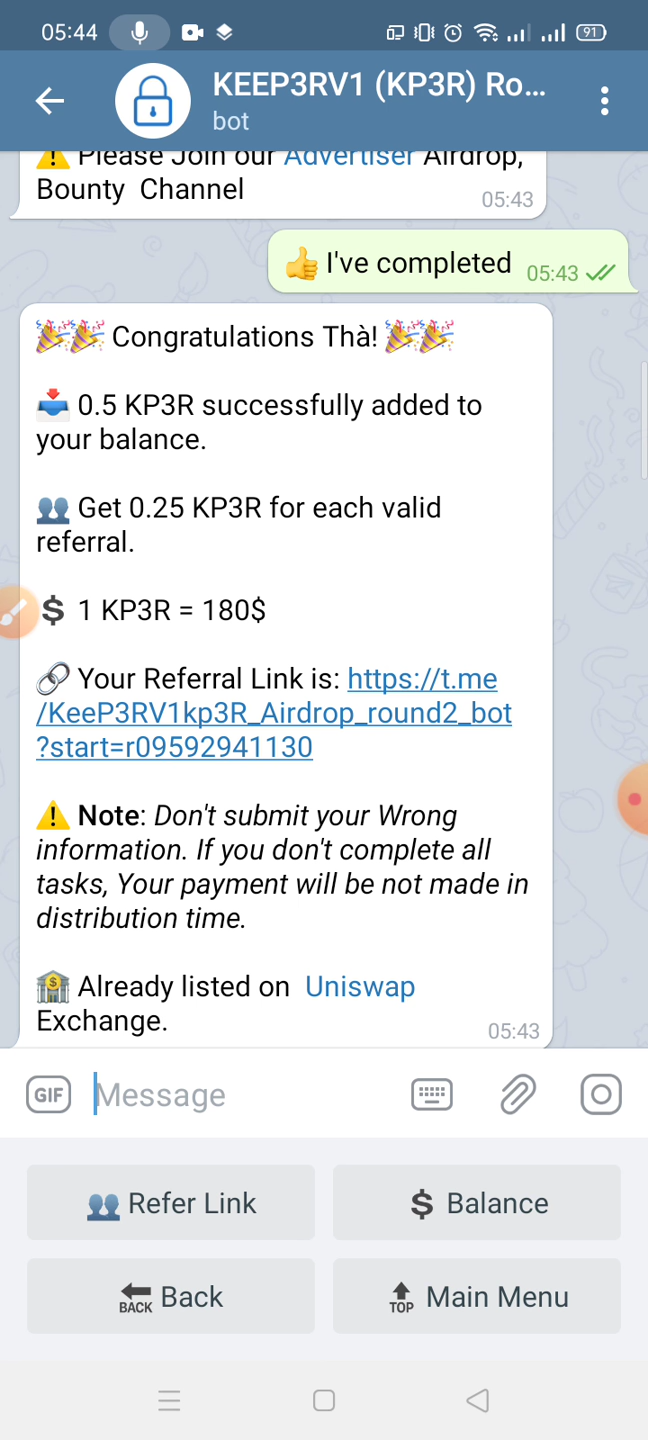 05:44
91
KEEP3RV1 (KP3R) Ro...
bot
⚠️ Please Join our Advertiser Airdrop,
Bounty Channel
05:43
👍 I've completed 05:43
🎉🎉 Congratulations Thà! 🎉🎉
📥 0.5 KP3R successfully added to
your balance.
👥 Get 0.25 KP3R for each valid
referral.
💲 1 KP3R = 180$
🔗 Your Referral Link is: https://t.me
/KeeP3RV1kp3R_Airdrop_round2_bot
?start=r09592941130
⚠️ Note: Don't submit your Wrong
information. If you don't complete all
tasks, Your payment will be not made in
distribution time.
🏦 Already listed on Uniswap
Exchange.
05:43
GIF Message
👥 Refer Link
💲 Balance
BACK Back
TOP Main Menu